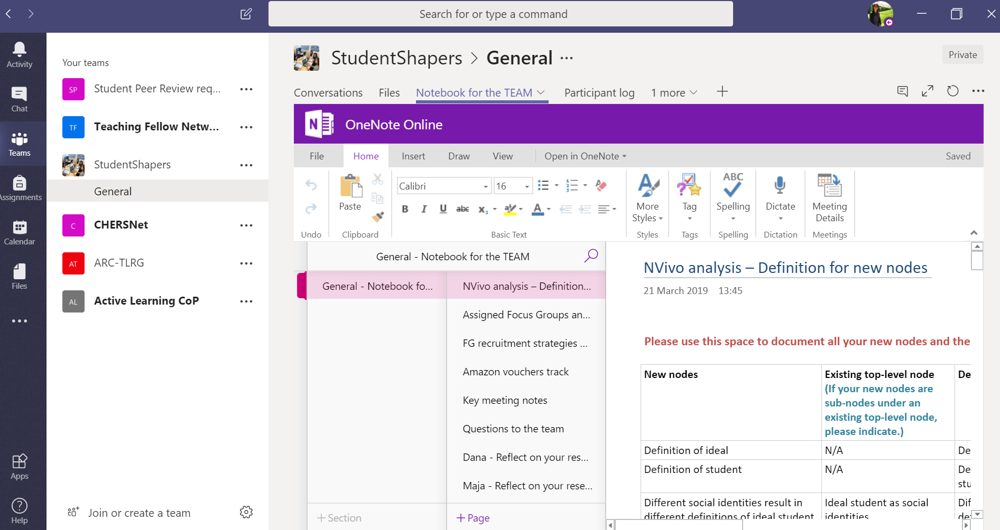 Search for or type a command
Activity
Chat
Teams
Assignments
Calendar
Files
Apps
Help
Your teams
SP Student Peer Review req...
TF Teaching Fellow Netw...
StudentShapers
General
C CHERSNet
AT ARC-TLRG
AL Active Learning CoP
Join or create a team
StudentShapers > General ...
Private
Conversations Files Notebook for the TEAM Participant log 1 more
N OneNote Online
File Home Insert Draw View Open in OneNote Saved
Calibri 16
ABC
Paste
B I U abc x₂ A
More Styles
Tag
Spelling
Dictate
Meeting Details
Undo Clipboard Basic Text Styles Tags Spelling Dictation Meetings
General - Notebook for the TEAM
General - Notebook fo...
NVivo analysis – Definition...
Assigned Focus Groups an...
FG recruitment strategies ...
Amazon vouchers track
Key meeting notes
Questions to the team
Dana - Reflect on your res...
Maja - Reflect on your rese...
+ Section
+ Page
NVivo analysis – Definition for new nodes
21 March 2019 13:45
Please use this space to document all your new nodes and the
New nodes
Existing top-level node
(If your new nodes are
sub-nodes under an
existing top-level node,
please indicate.)
De
Definition of ideal N/A De
Definition of student N/A De
stu
Different social identities result in
different definitions of ideal student
Ideal student as social
identities
Dif